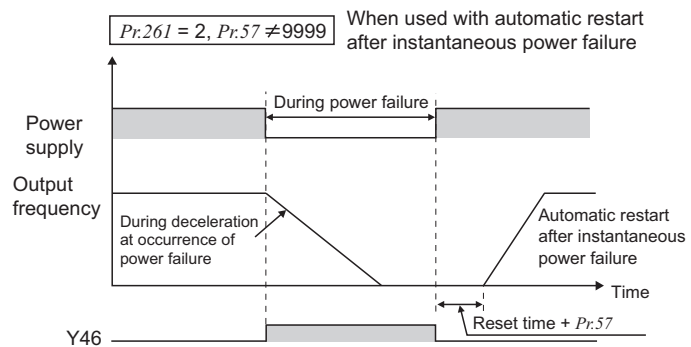 Pr.261 = 2, Pr.57 ≠9999
When used with automatic restart
after instantaneous power failure
During power failure
Power
supply
Output
frequency
During deceleration
at occurrence of
power failure
Automatic restart
after instantaneous
power failure
Time
Reset time + Pr.57
Y46